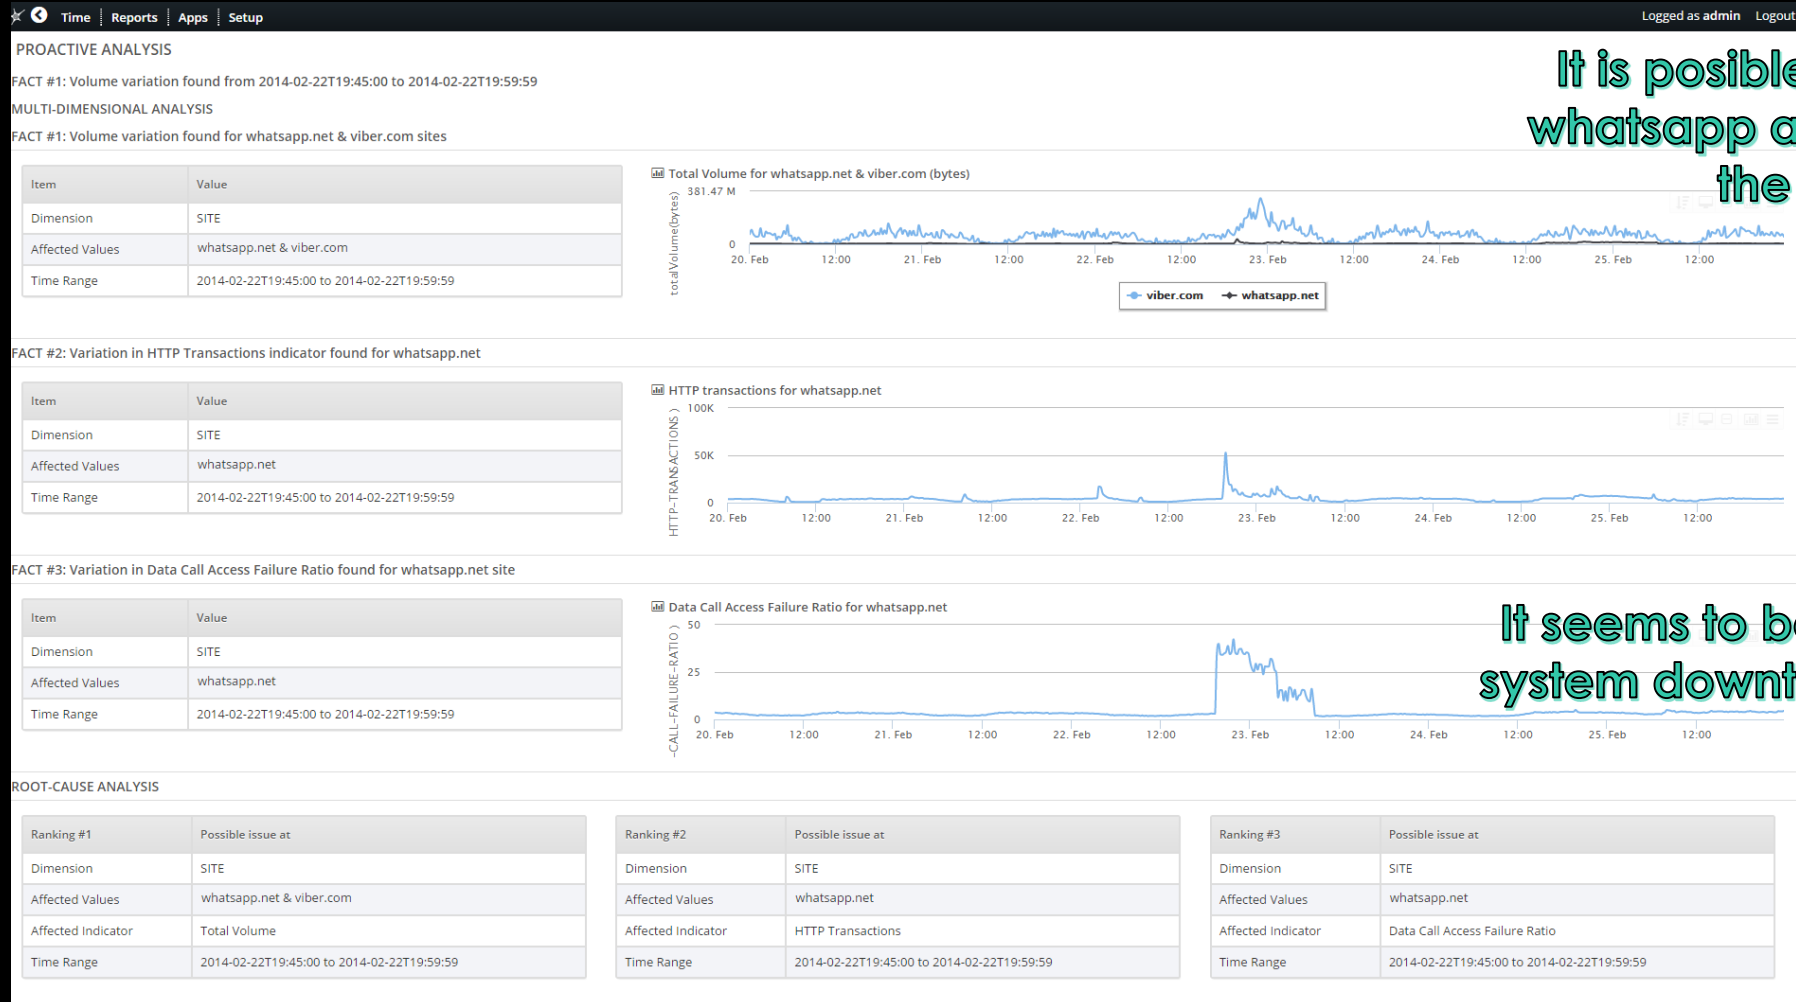 Time Reports Apps Setup Logged as admin Logout
PROACTIVE ANALYSIS
FACT #1: Volume variation found from 2014-02-22T19:45:00 to 2014-02-22T19:59:59
MULTI-DIMENSIONAL ANALYSIS
FACT #1: Volume variation found for whatsapp.net & viber.com sites
It is posible
whatsapp a
the
Item Value
Dimension SITE
Affected Values whatsapp.net & viber.com
Time Range 2014-02-22T19:45:00 to 2014-02-22T19:59:59
Total Volume for whatsapp.net & viber.com (bytes)
totalVolume(bytes)
381.47 M
0
20. Feb 12:00 21. Feb 12:00 22. Feb 12:00 23. Feb 12:00 24. Feb 12:00 25. Feb 12:00
viber.com whatsapp.net
FACT #2: Variation in HTTP Transactions indicator found for whatsapp.net
Item Value
Dimension SITE
Affected Values whatsapp.net
Time Range 2014-02-22T19:45:00 to 2014-02-22T19:59:59
HTTP transactions for whatsapp.net
HTTP-TRANSACTIONS )
100K
50K
0
20. Feb 12:00 21. Feb 12:00 22. Feb 12:00 23. Feb 12:00 24. Feb 12:00 25. Feb 12:00
FACT #3: Variation in Data Call Access Failure Ratio found for whatsapp.net site
Item Value
Dimension SITE
Affected Values whatsapp.net
Time Range 2014-02-22T19:45:00 to 2014-02-22T19:59:59
Data Call Access Failure Ratio for whatsapp.net
-CALL-FAILURE-RATIO )
50
25
0
20. Feb 12:00 21. Feb 12:00 22. Feb 12:00 23. Feb 12:00 24. Feb 12:00 25. Feb 12:00
It seems to be
system downt
ROOT-CAUSE ANALYSIS
Ranking #1 Possible issue at
Dimension SITE
Affected Values whatsapp.net & viber.com
Affected Indicator Total Volume
Time Range 2014-02-22T19:45:00 to 2014-02-22T19:59:59
Ranking #2 Possible issue at
Dimension SITE
Affected Values whatsapp.net
Affected Indicator HTTP Transactions
Time Range 2014-02-22T19:45:00 to 2014-02-22T19:59:59
Ranking #3 Possible issue at
Dimension SITE
Affected Values whatsapp.net
Affected Indicator Data Call Access Failure Ratio
Time Range 2014-02-22T19:45:00 to 2014-02-22T19:59:59